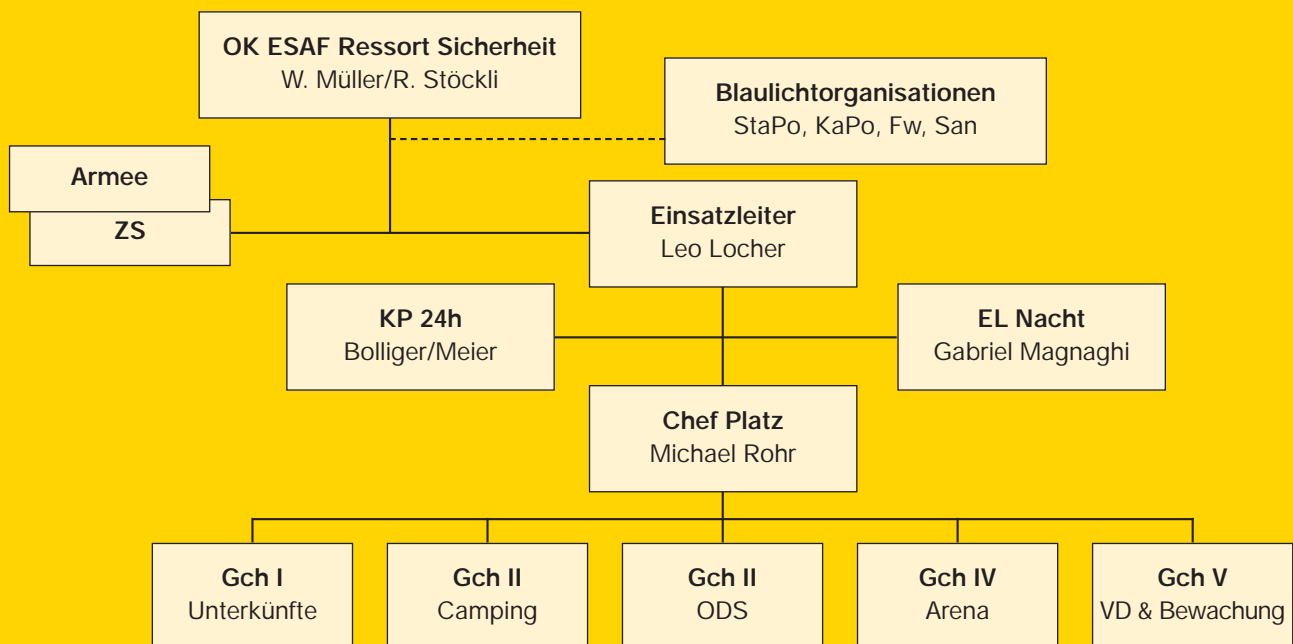 OK ESAF Ressort Sicherheit
W. Müller/R. Stöckli
Blaulichtorganisationen
StaPo, KaPo, Fw, San
Armee
ZS
Einsatzleiter
Leo Locher
KP 24h
Bolliger/Meier
EL Nacht
Gabriel Magnaghi
Chef Platz
Michael Rohr
Gch I
Unterkünfte
Gch II
Camping
Gch II
ODS
Gch IV
Arena
Gch V
VD & Bewachung